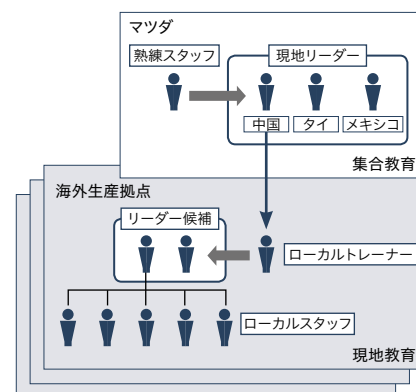 マツダ
熟練スタッフ
現地リーダー
中国
タイ
メキシコ
集合教育
海外生産拠点
リーダー候補
ローカルトレーナー
ローカルスタッフ
現地教育